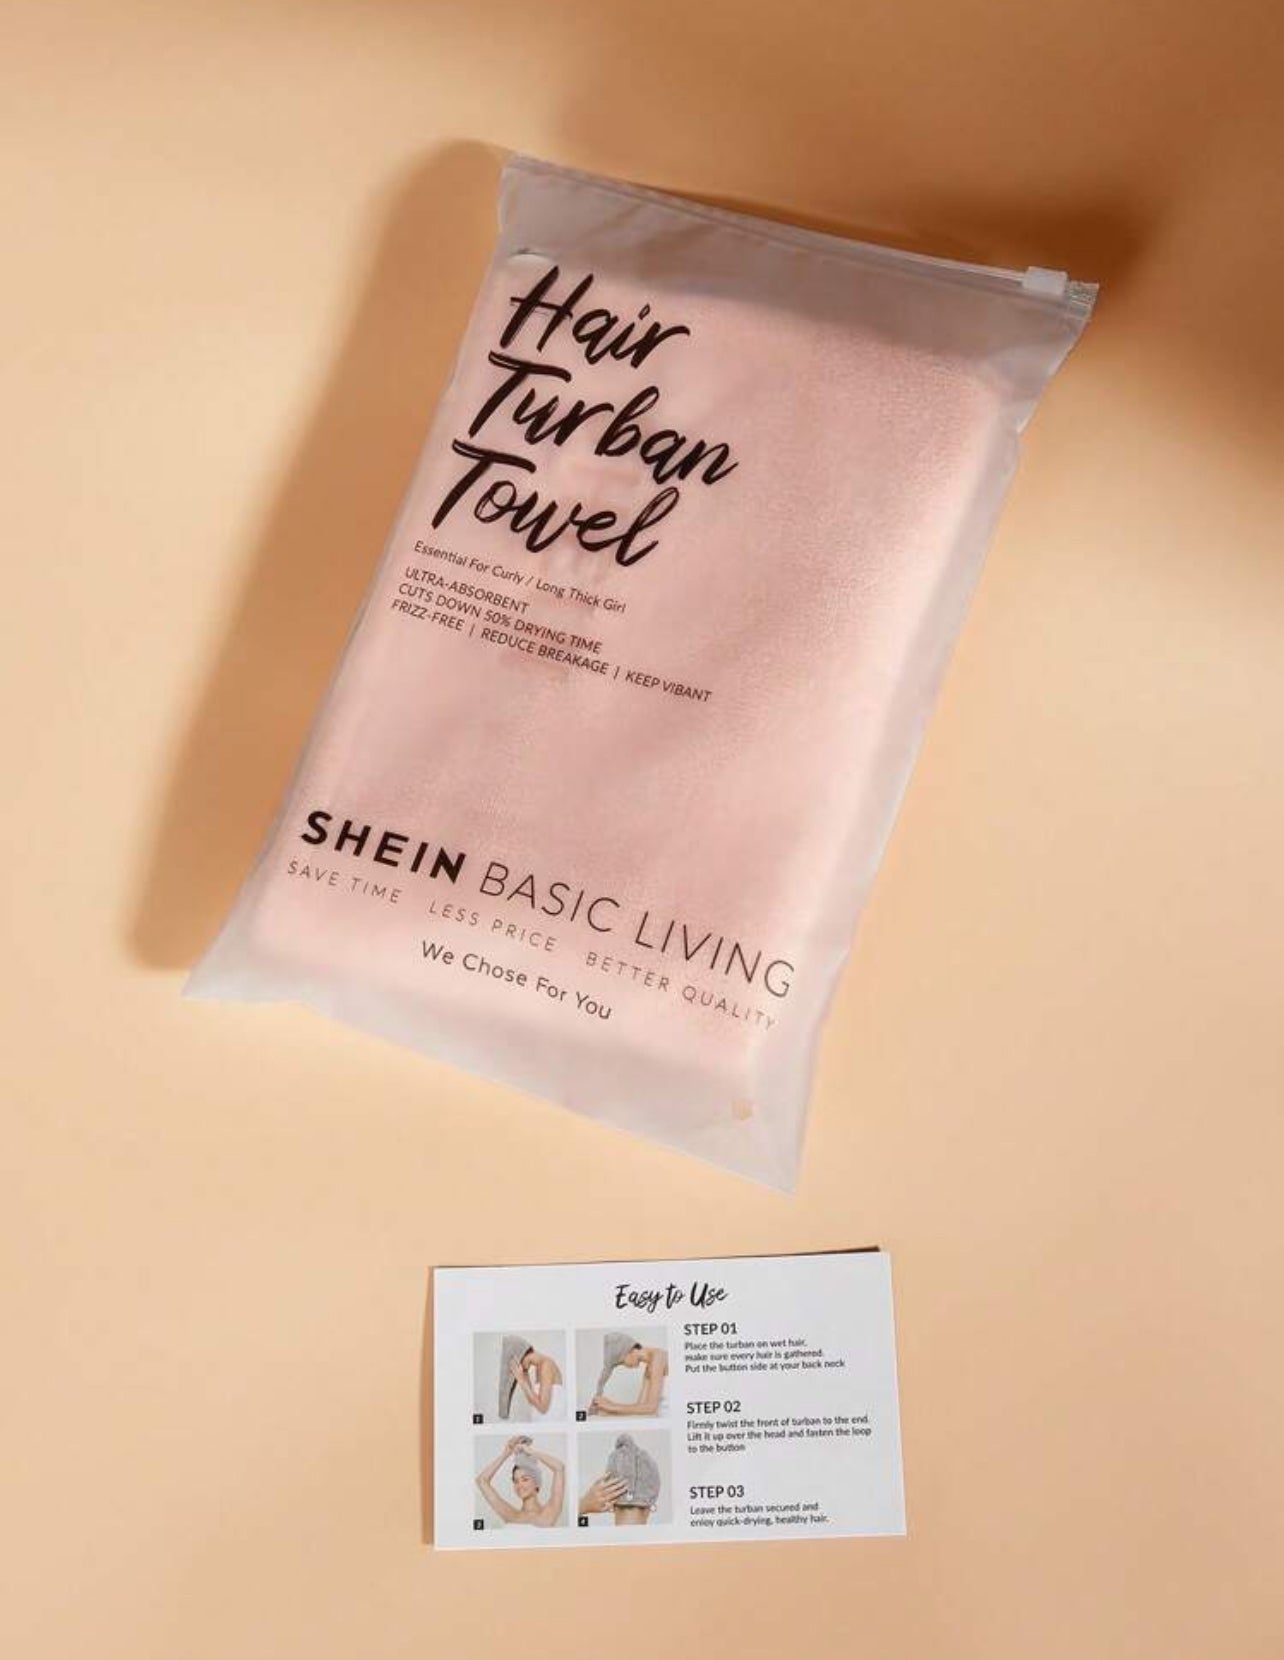 Hair
Turban
Towel
Essential For Curly / Long Thick Girl
ULTRA-ABSORBENT
CUTS DOWN 50% DRYING TIME
FRIZZ-FREE | REDUCE BREAKAGE | KEEP VIBANT
SHEIN BASIC LIVING
SAVE TIME LESS PRICE BETTER QUALITY
We Chose For You
Easy to Use
1
2
3
4
STEP 01
Place the turban on wet hair,
make sure every hair is gathered.
Put the button side at your back neck
STEP 02
Firmly twist the front of turban to the end.
Lift it up over the head and fasten the loop
to the button
STEP 03
Leave the turban secured and
enjoy quick-drying, healthy hair.